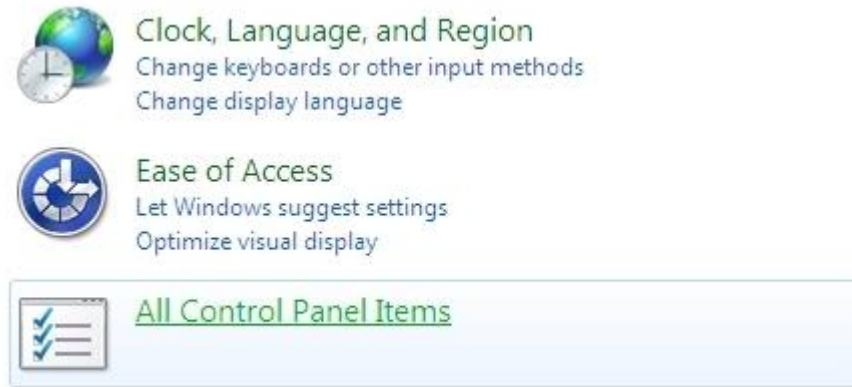 Clock, Language, and Region
Change keyboards or other input methods
Change display language
Ease of Access
Let Windows suggest settings
Optimize visual display
All Control Panel Items